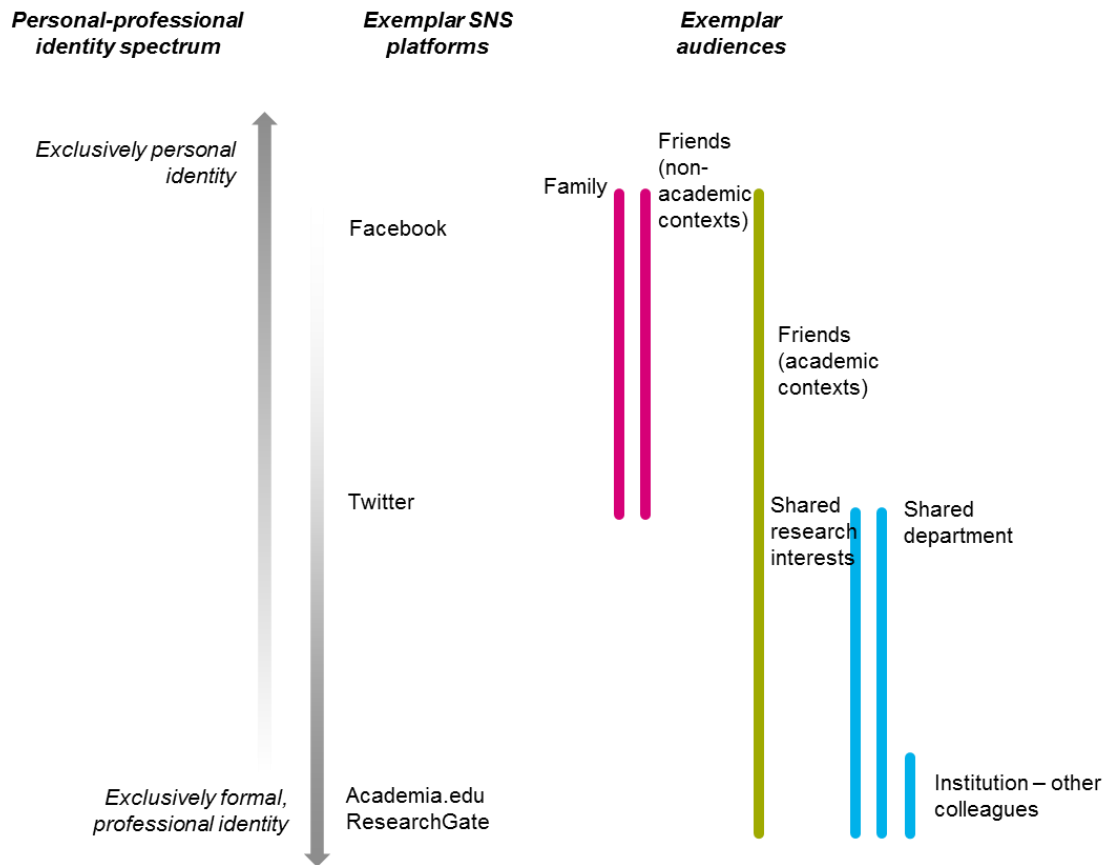 Personal-professional
identity spectrum
Exemplar SNS
platforms
Exemplar
audiences
Exclusively personal
identity
Facebook
Family
Friends
(non-
academic
contexts)
Friends
(academic
contexts)
Twitter
Shared
research
interests
Shared
department
Exclusively formal,
professional identity
Academia.edu
ResearchGate
Institution – other
colleagues